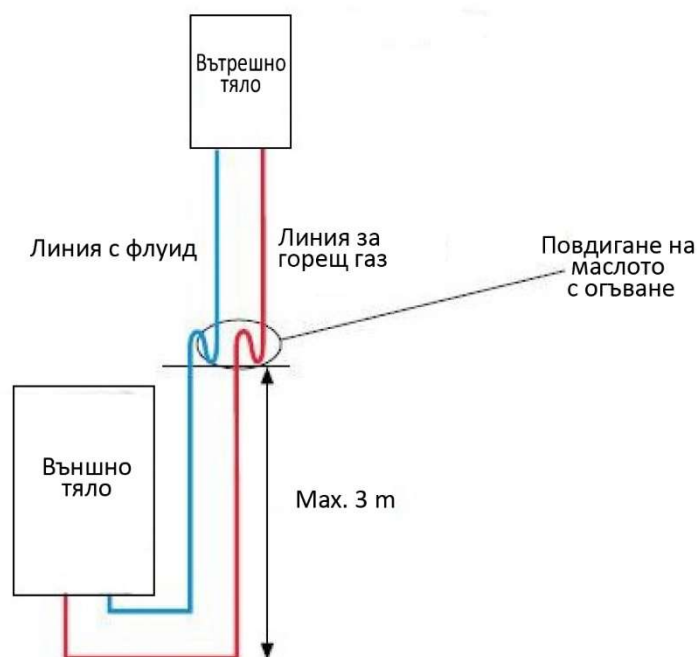 Вътрешно
тяло
Линия с флуид
Линия за
горещ газ
Повдигане на
маслото
с огъване
Външно
тяло
Max. 3 m